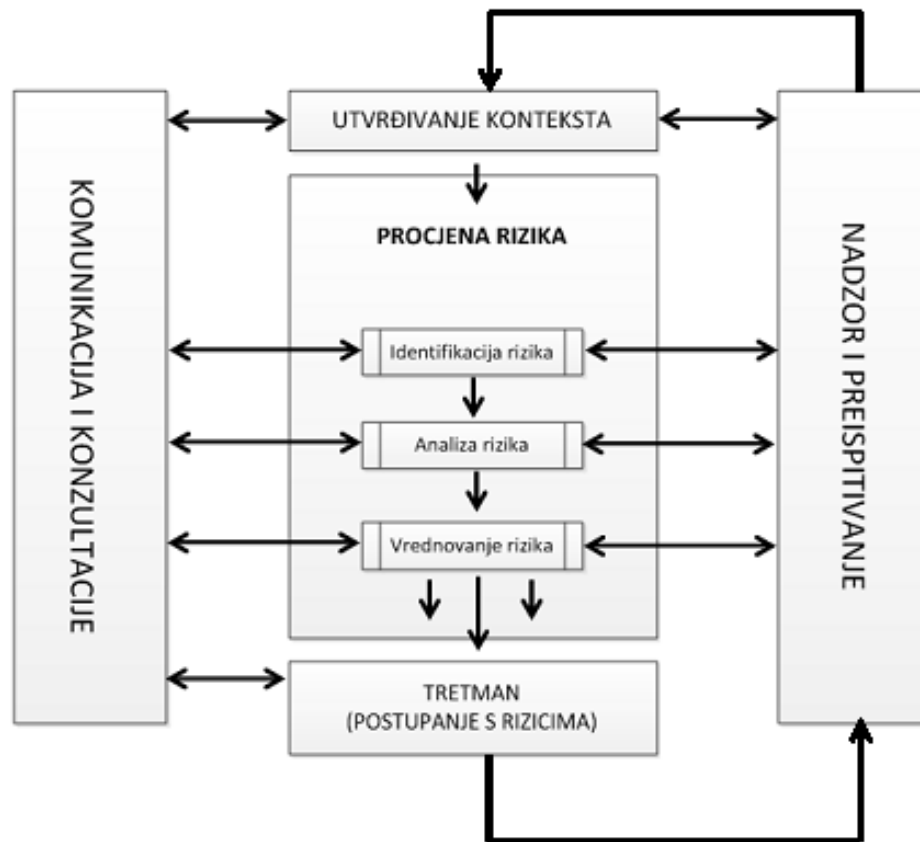 KOMUNIKACIJA I KONZULTACIJE
UTVRĐIVANJE KONTEKSTA
PROCJENA RIZIKA
Identifikacija rizika
Analiza rizika
Vrednovanje rizika
TRETMAN
(POSTUPANJE S RIZICIMA)
NADZOR I PREISPITIVANJE